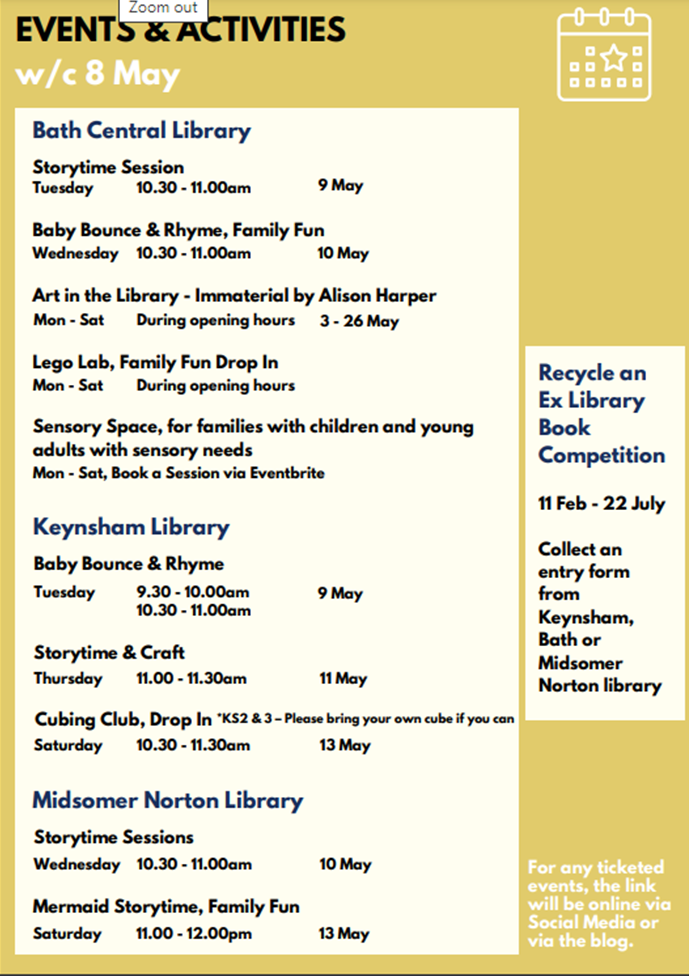 Zoom out
EVENTS & ACTIVITIES
w/c 8 May
Bath Central Library
Storytime Session
Tuesday 10.30 - 11.00am 9 May
Baby Bounce & Rhyme, Family Fun
Wednesday 10.30 - 11.00am 10 May
Art in the Library - Immaterial by Alison Harper
Mon - Sat During opening hours 3 - 26 May
Lego Lab, Family Fun Drop In
Mon - Sat During opening hours
Sensory Space, for families with children and young
adults with sensory needs
Mon - Sat, Book a Session via Eventbrite
Keynsham Library
Baby Bounce & Rhyme
Tuesday 9.30 - 10.00am 9 May
10.30 - 11.00am
Storytime & Craft
Thursday 11.00 - 11.30am 11 May
Cubing Club, Drop In *KS2 & 3 – Please bring your own cube if you can
Saturday 10.30 - 11.30am 13 May
Midsomer Norton Library
Storytime Sessions
Wednesday 10.30 - 11.00am 10 May
Mermaid Storytime, Family Fun
Saturday 11.00 - 12.00pm 13 May
Recycle an
Ex Library
Book
Competition
11 Feb - 22 July
Collect an
entry form
from
Keynsham,
Bath or
Midsomer
Norton library
For any ticketed
events, the link
will be online via
Social Media or
via the blog.